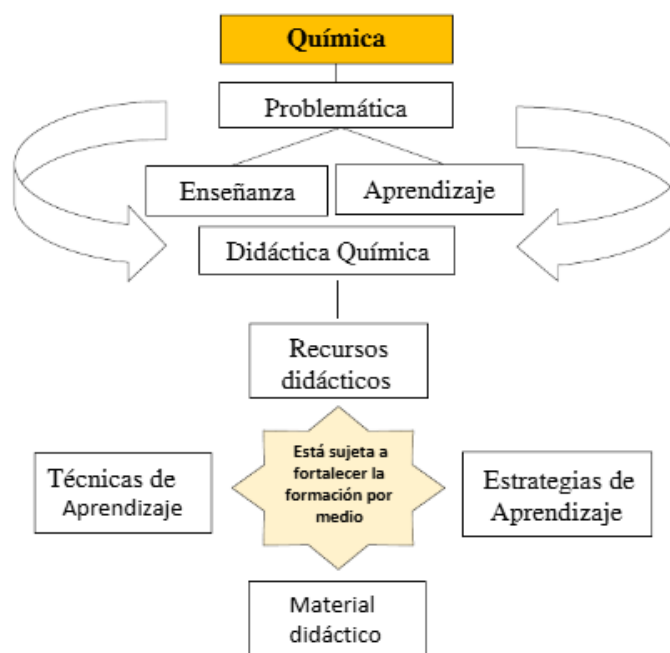 Química
Problemática
Enseñanza
Aprendizaje
Didáctica Química
Recursos
didácticos
Está sujeta a
fortalecer la
formación por
medio
Técnicas de
Aprendizaje
Estrategias de
Aprendizaje
Material
didáctico